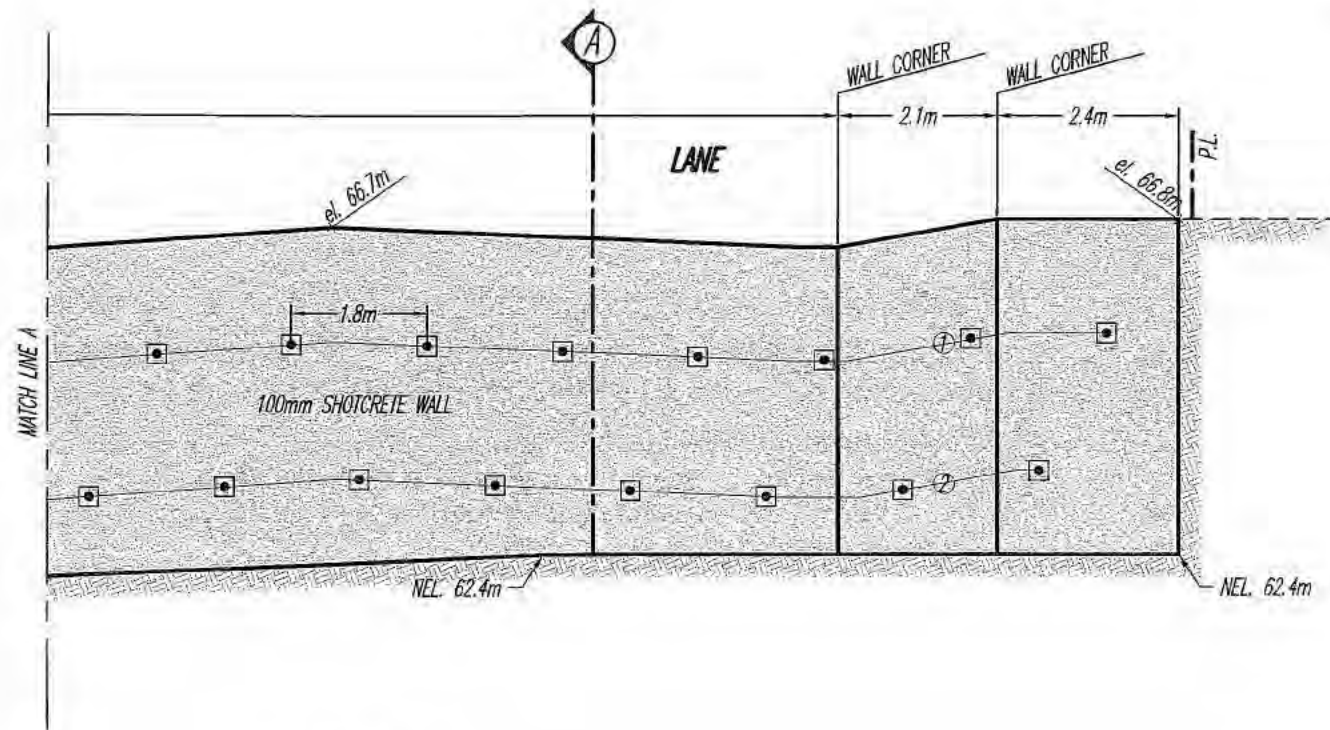 A
WALL CORNER
WALL CORNER
2.1m
2.4m
LANE
P.L.
el. 66.7m
el. 66.8m
MATCH LINE A
1.8m
1
100mm SHOTCRETE WALL
2
NEL. 62.4m
NEL. 62.4m